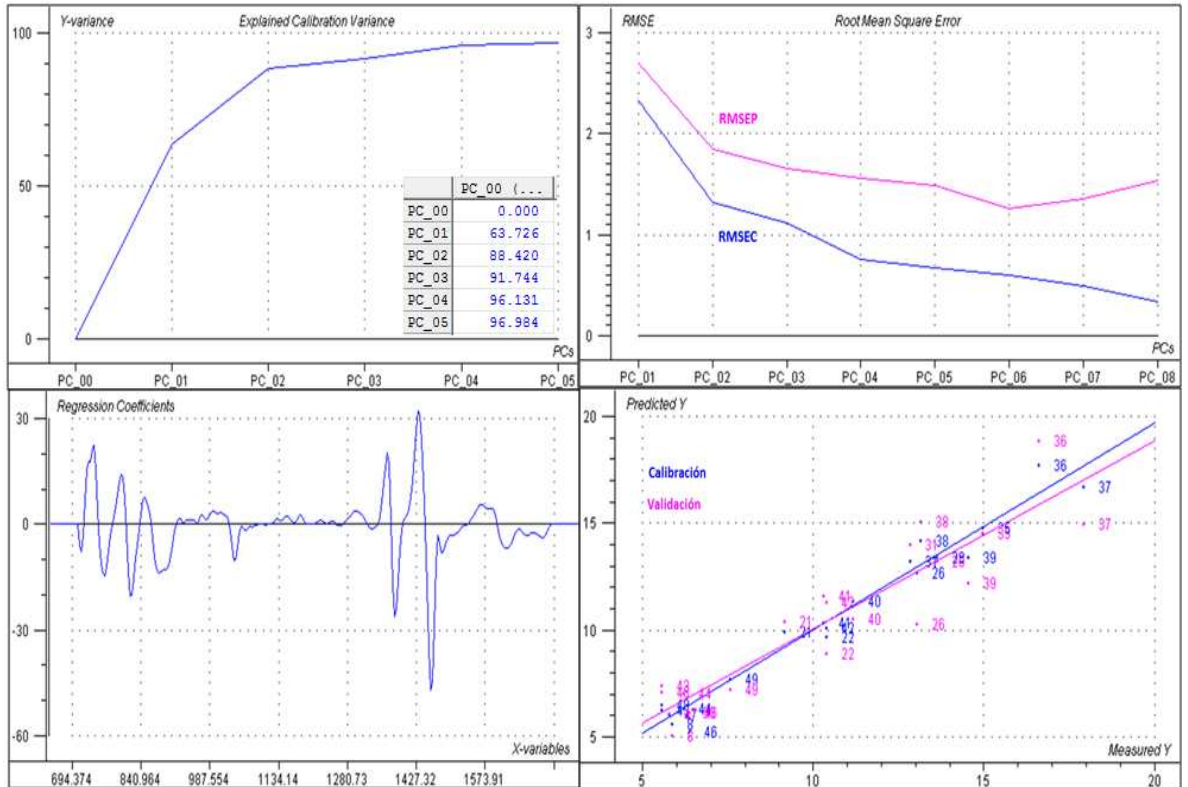 Y-variance
Explained Calibration Variance
100
50
0
PC_00 (...
PC_00 0.000
PC_01 63.726
PC_02 88.420
PC_03 91.744
PC_04 96.131
PC_05 96.984
PCs
PC_00 PC_01 PC_02 PC_03 PC_04 PC_05
RMSE
Root Mean Square Error
3
2
1
0
RMSEP
RMSEC
PCs
PC_01 PC_02 PC_03 PC_04 PC_05 PC_06 PC_07 PC_08
Regression Coefficients
30
0
-30
-60
X-variables
694.374 840.964 987.554 1134.14 1280.73 1427.32 1573.91
Predicted Y
20
15
10
5
Calibración
Validación
36
36
37
37
38
38
31
39
39
26
26
40
40
41
41
21
21
22
22
49
49
44
44
46
Measured Y
5 10 15 20